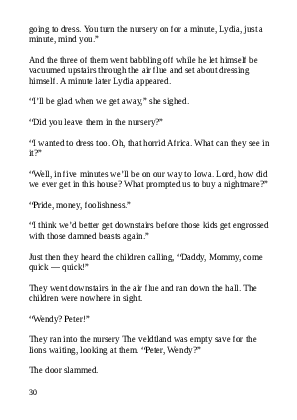 going to dress. You turn the nursery on for a minute, Lydia, just a
minute, mind you.”
And the three of them went babbling off while he let himself be
vacuumed upstairs through the air flue and set about dressing
himself. A minute later Lydia appeared.
“I’ll be glad when we get away,” she sighed.
“Did you leave them in the nursery?”
“I wanted to dress too. Oh, that horrid Africa. What can they see in
it?”
“Well, in five minutes we’ll be on our way to Iowa. Lord, how did
we ever get in this house? What prompted us to buy a nightmare?”
“Pride, money, foolishness.”
“I think we’d better get downstairs before those kids get engrossed
with those damned beasts again.”
Just then they heard the children calling, “Daddy, Mommy, come
quick — quick!”
They went downstairs in the air flue and ran down the hall. The
children were nowhere in sight.
“Wendy? Peter!”
They ran into the nursery The veldtland was empty save for the
lions waiting, looking at them. “Peter, Wendy?”
The door slammed.
30